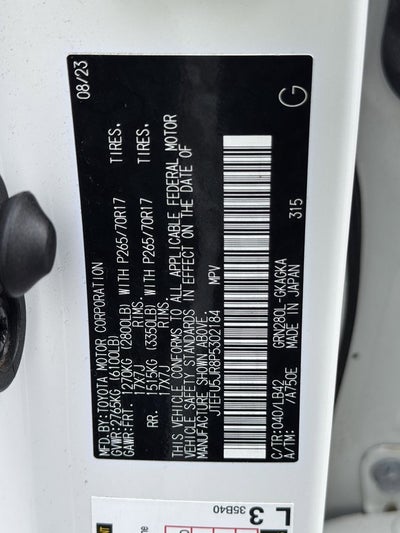 MFD.BY:TOYOTA MOTOR CORPORATION 08/23
GVWR:2765KG (6100LB)
GAWR:FRT. 1270KG (2800LB) WITH P265/70R17 TIRES.
17X7J RIMS.
RR. 1515KG (3350LB) WITH P265/70R17 TIRES.
17X7J RIMS.
THIS VEHICLE CONFORMS TO ALL APPLICABLE FEDERAL MOTOR
VEHICLE SAFETY STANDARDS IN EFFECT ON THE DATE OF
MANUFACTURE SHOWN ABOVE.
JTEFU5JR8P5302184 MPV
315
C/TR:040/LB42 GRN280L-GKAGKA
A/TM: /A750E MADE IN JAPAN
G
L
3
35B40